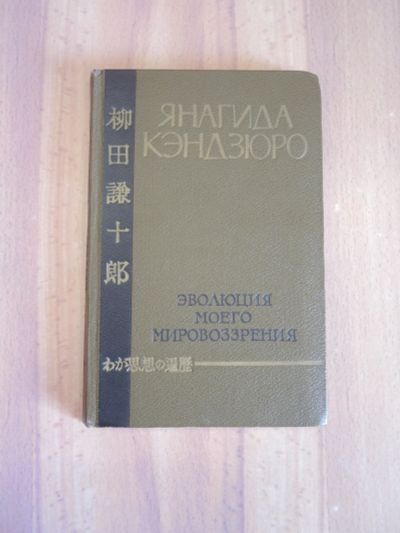 ЯНАГИДА
КЭНДЗЮРО
柳田謙十郎
ЭВОЛЮЦИЯ
МОЕГО
МИРОВОЗЗРЕНИЯ
わが思想の遍歴